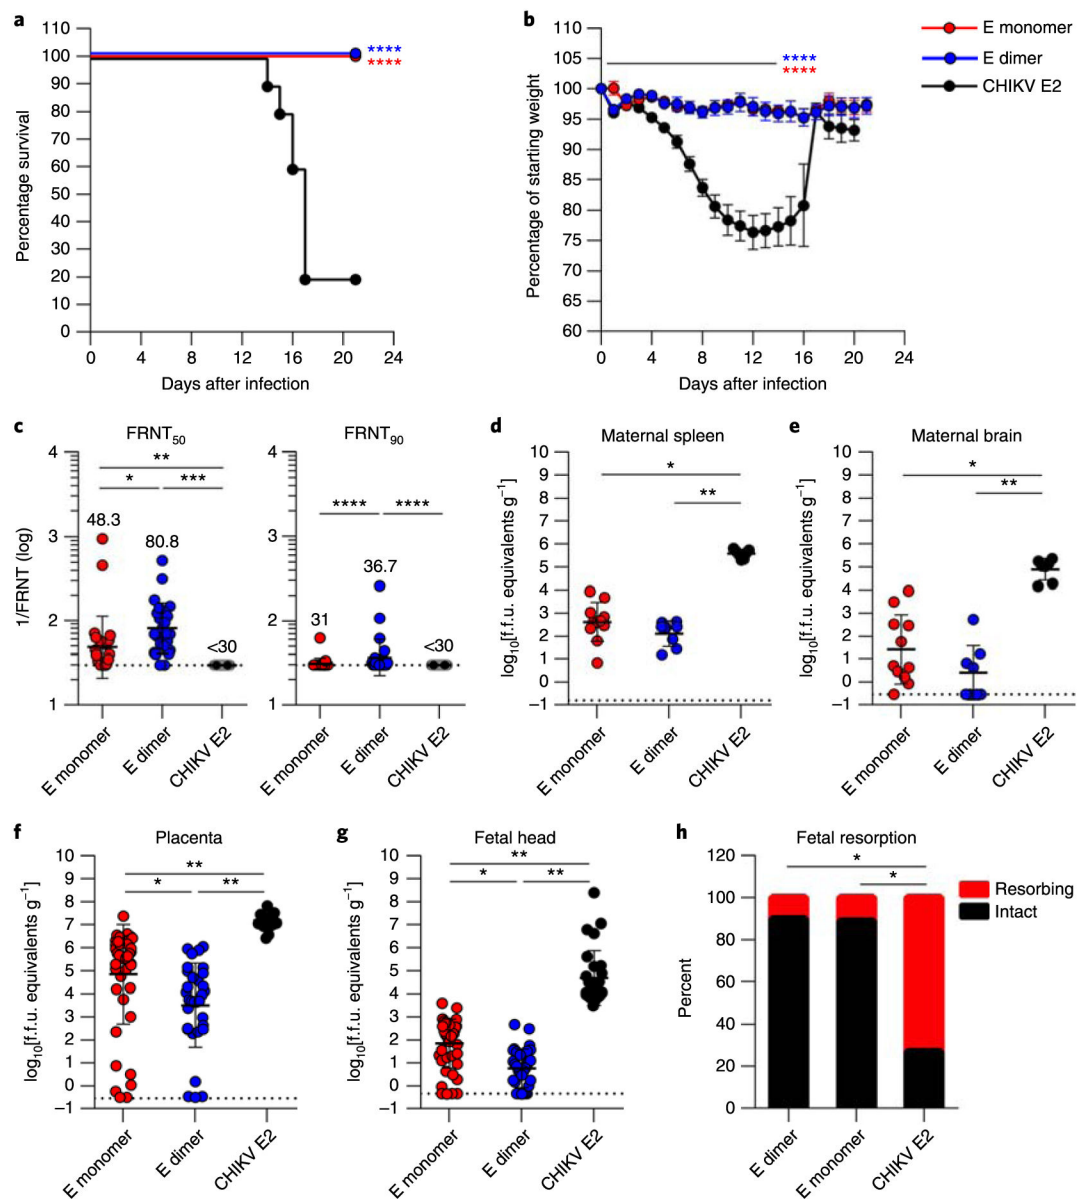 a
110
100
90
80
70
60
50
40
30
20
10
0
Percentage survival
0 4 8 12 16 20 24
Days after infection
****
****
b
110
105
100
95
90
85
80
75
70
65
60
Percentage of starting weight
0 4 8 12 16 20 24
Days after infection
****
****
E monomer
E dimer
CHIKV E2
c
FRNT50
4
3
2
1
1/FRNT (log)
**
* ***
48.3
80.8
<30
E monomer
E dimer
CHIKV E2
FRNT90
4
3
2
1
**** ****
31
36.7
<30
E monomer
E dimer
CHIKV E2
d
Maternal spleen
10
9
8
7
6
5
4
3
2
1
0
–1
log10[f.f.u. equivalents g–1]
*
**
E monomer
E dimer
CHIKV E2
e
Maternal brain
10
9
8
7
6
5
4
3
2
1
0
–1
log10[f.f.u. equivalents g–1]
*
**
E monomer
E dimer
CHIKV E2
f
Placenta
10
9
8
7
6
5
4
3
2
1
0
–1
log10[f.f.u. equivalents g–1]
**
* **
E monomer
E dimer
CHIKV E2
g
Fetal head
10
9
8
7
6
5
4
3
2
1
0
–1
log10[f.f.u. equivalents g–1]
**
* **
E monomer
E dimer
CHIKV E2
h
Fetal resorption
120
100
80
60
40
20
0
Percent
*
*
E dimer
E monomer
CHIKV E2
Resorbing
Intact